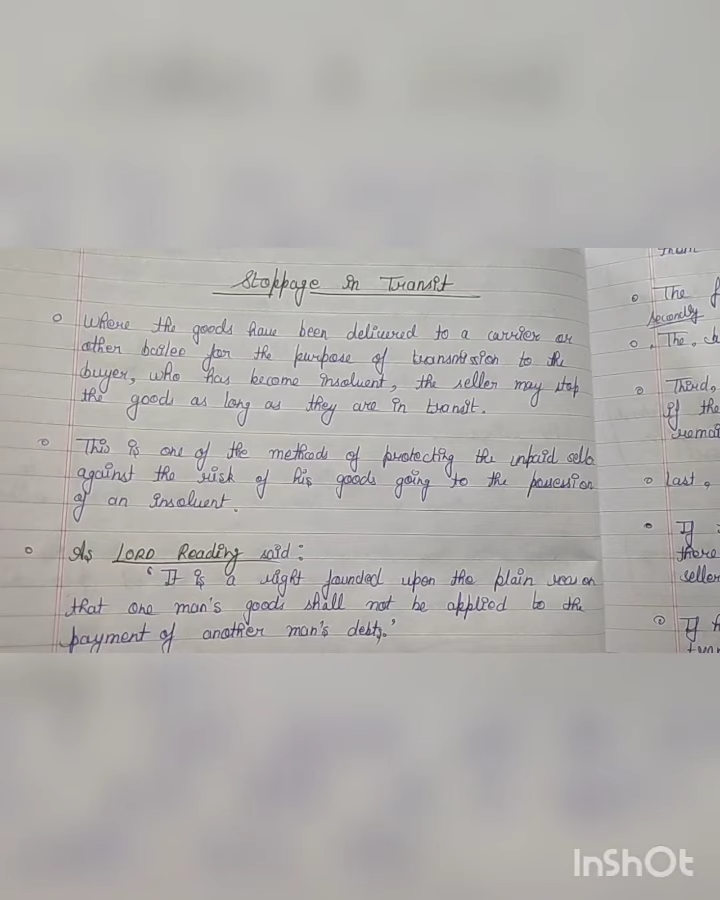 Stoppage in Transit
Where the goods have been delivered to a carrier or
other bailee for the purpose of transmission to the
buyer, who has become insolvent, the seller may stop
the goods as long as they are in transit.
This is one of the methods of protecting the unpaid
against the risk of his goods going to the possession
of an insolvent.
As LORD Reading said:
' It is a right founded upon the plain reason
that one man's goods shall not be applied to the
payment of another man's debts.'
The
secondly
The,
Third,
if the
Last,
If
there
seller
If
InShOt